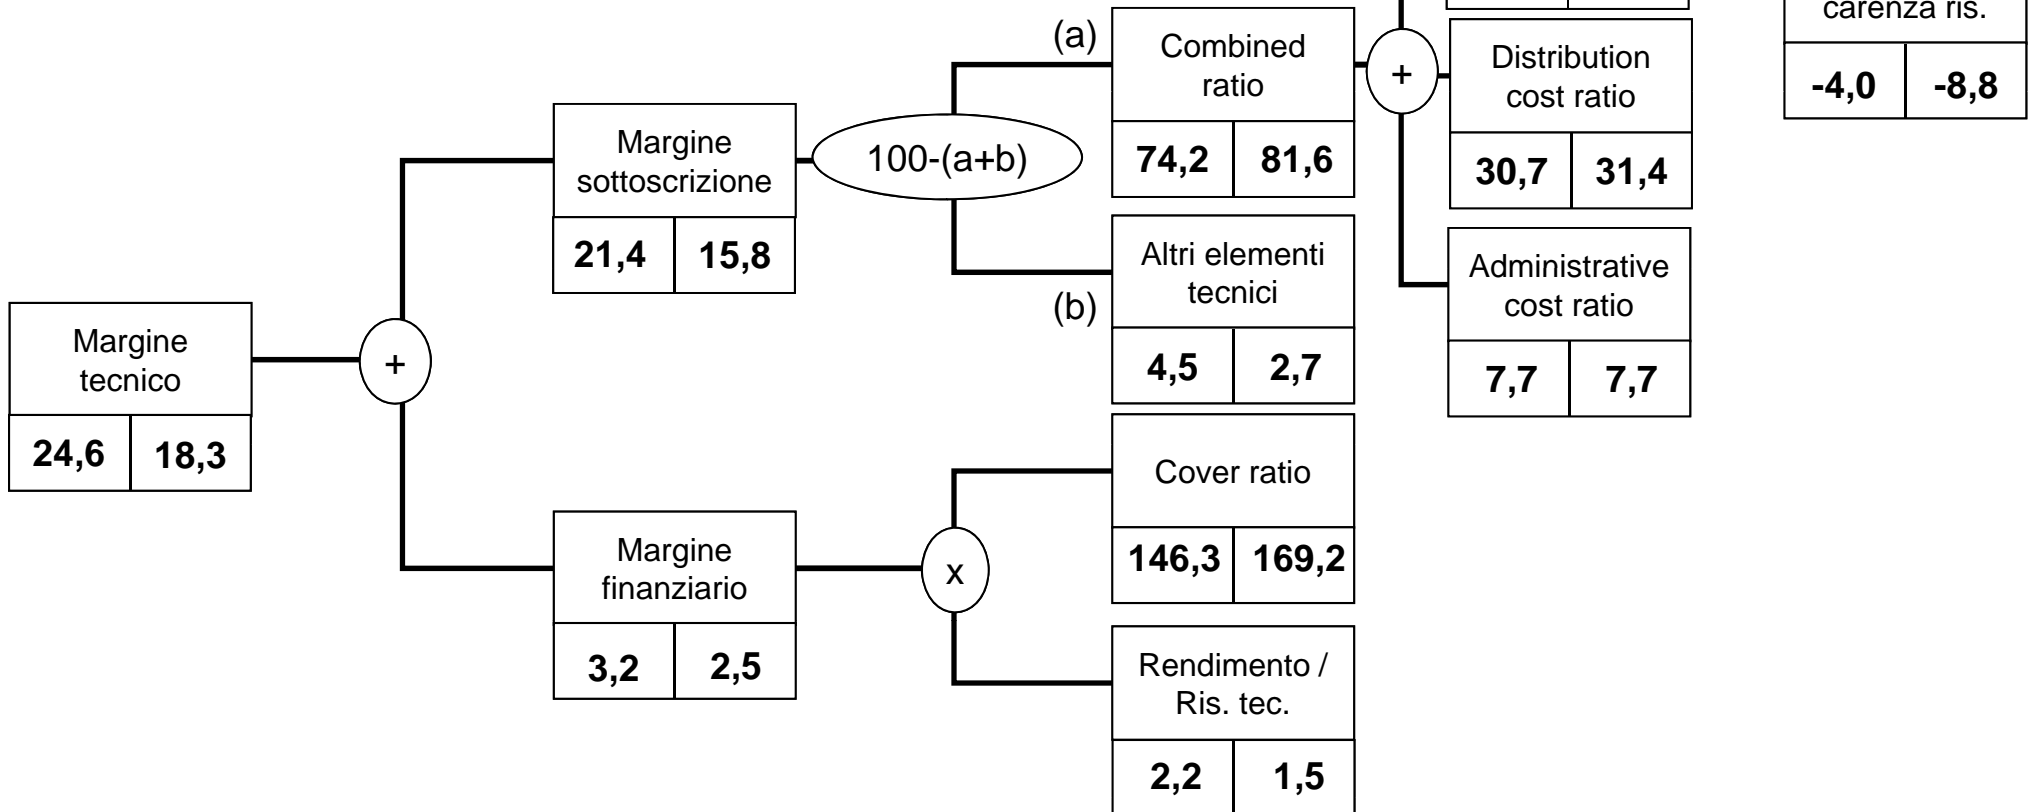 carenza ris.
-4,0 -8,8
(a)
Combined
ratio
74,2 81,6
+
Distribution
cost ratio
30,7 31,4
Margine
sottoscrizione
21,4 15,8
100-(a+b)
Altri elementi
tecnici
(b)
4,5 2,7
Administrative
cost ratio
7,7 7,7
Margine
tecnico
24,6 18,3
+
Cover ratio
146,3 169,2
Margine
finanziario
3,2 2,5
x
Rendimento /
Ris. tec.
2,2 1,5